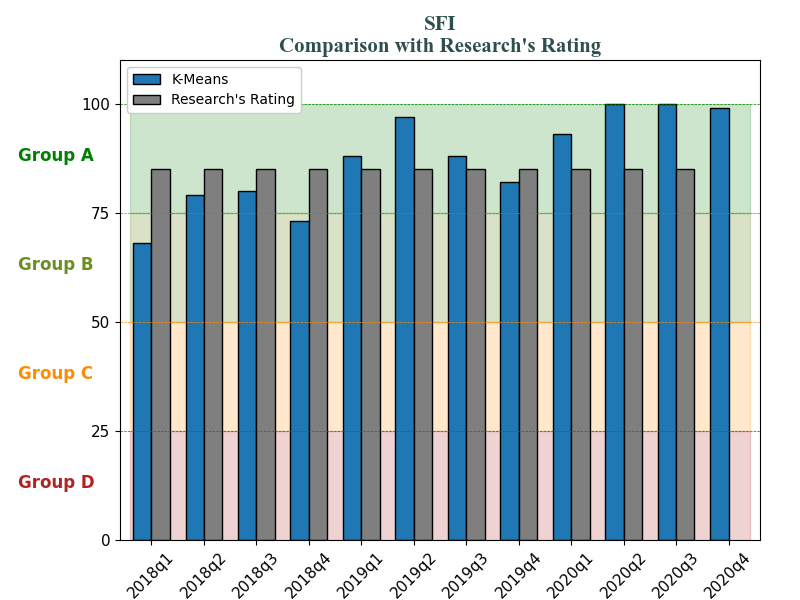 SFI
Comparison with Research's Rating
K-Means
Research's Rating
100
Group A
75
Group B
50
Group C
25
Group D
0
2018q1 2018q2 2018q3 2018q4 2019q1 2019q2 2019q3 2019q4 2020q1 2020q2 2020q3 2020q4